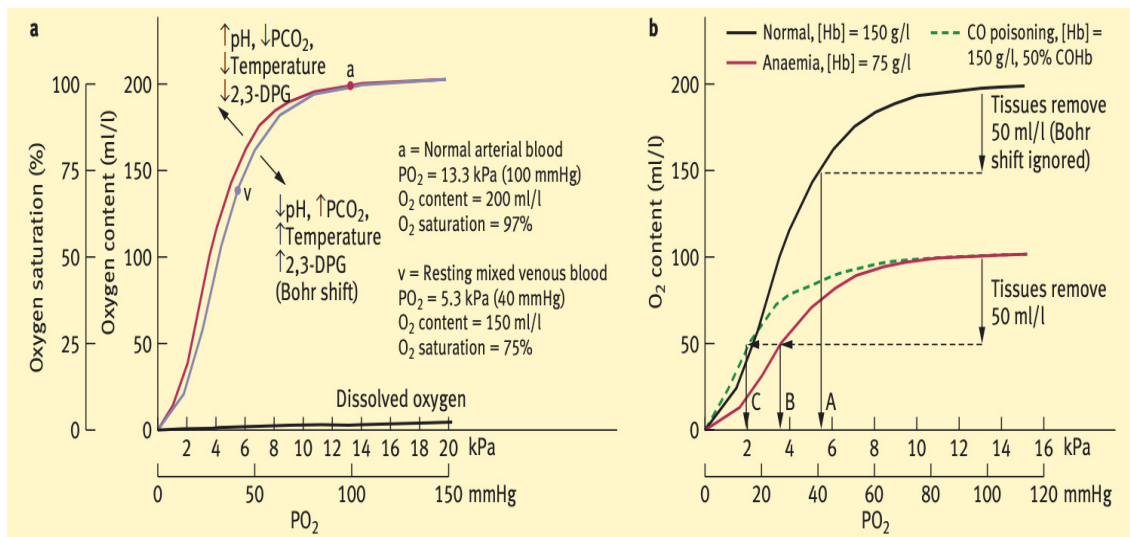 a
↑pH, ↓PCO₂,
↓Temperature
↓2,3-DPG
a
v
↓pH, ↑PCO₂,
↑Temperature
↑2,3-DPG
(Bohr shift)
a = Normal arterial blood
PO₂ = 13.3 kPa (100 mmHg)
O₂ content = 200 ml/l
O₂ saturation = 97%
v = Resting mixed venous blood
PO₂ = 5.3 kPa (40 mmHg)
O₂ content = 150 ml/l
O₂ saturation = 75%
Dissolved oxygen
Oxygen saturation (%)
100
75
50
25
0
Oxygen content (ml/l)
200
150
100
50
0
2 4 6 8 10 12 14 16 18 20 kPa
0 50 100 150 mmHg
PO₂
b
Normal, [Hb] = 150 g/l
Anaemia, [Hb] = 75 g/l
CO poisoning, [Hb] =
150 g/l, 50% COHb
Tissues remove
50 ml/l (Bohr
shift ignored)
Tissues remove
50 ml/l
O₂ content (ml/l)
200
150
100
50
0
C B A
2 4 6 8 10 12 14 16 kPa
0 20 40 60 80 100 120 mmHg
PO₂